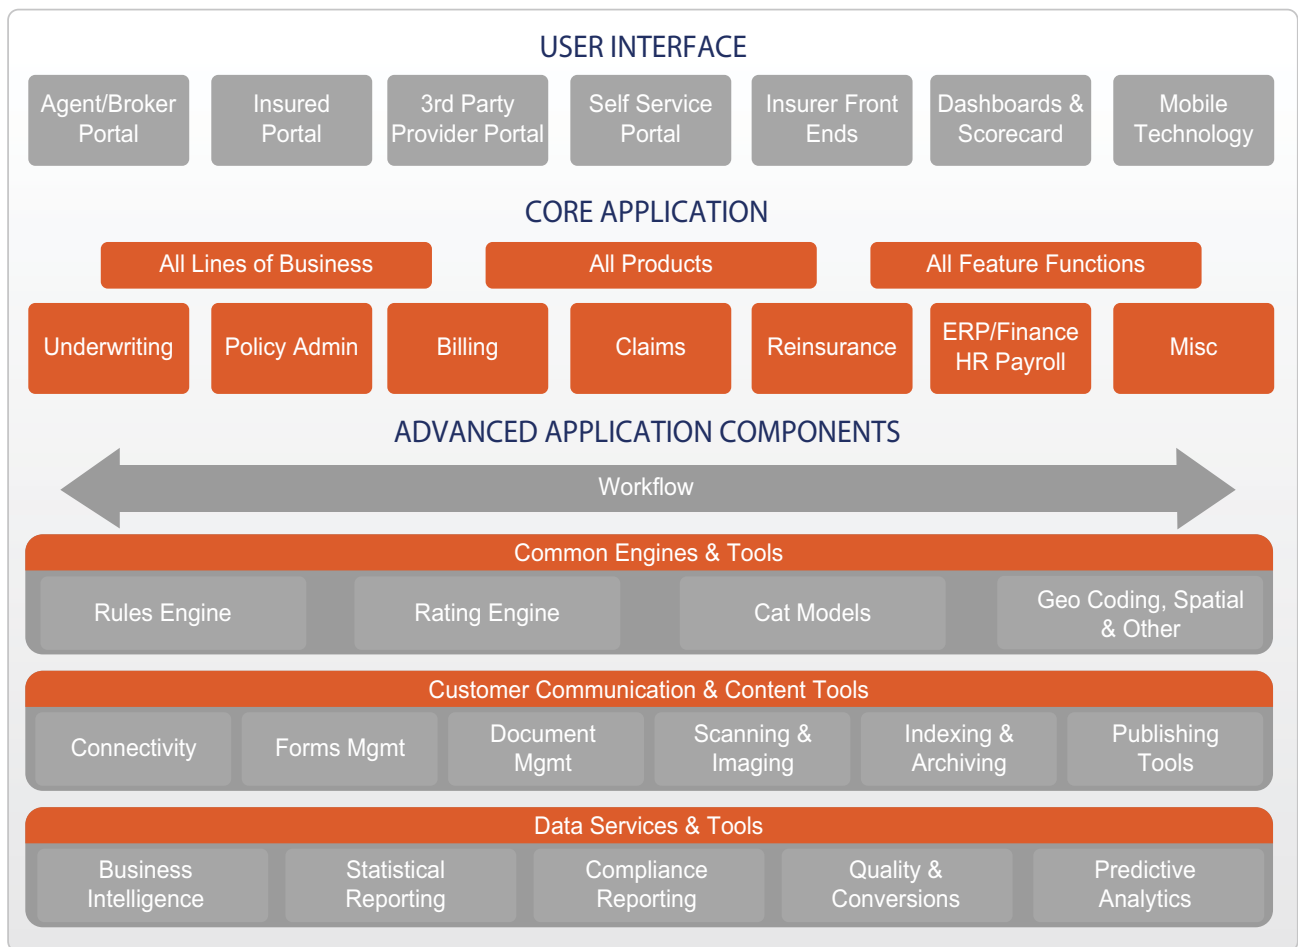 USER INTERFACE
Agent/Broker
Portal
Insured
Portal
3rd Party
Provider Portal
Self Service
Portal
Insurer Front
Ends
Dashboards &
Scorecard
Mobile
Technology
CORE APPLICATION
All Lines of Business
All Products
All Feature Functions
Underwriting
Policy Admin
Billing
Claims
Reinsurance
ERP/Finance
HR Payroll
Misc
ADVANCED APPLICATION COMPONENTS
Workflow
Common Engines & Tools
Rules Engine
Rating Engine
Cat Models
Geo Coding, Spatial
& Other
Customer Communication & Content Tools
Connectivity
Forms Mgmt
Document
Mgmt
Scanning &
Imaging
Indexing &
Archiving
Publishing
Tools
Data Services & Tools
Business
Intelligence
Statistical
Reporting
Compliance
Reporting
Quality &
Conversions
Predictive
Analytics